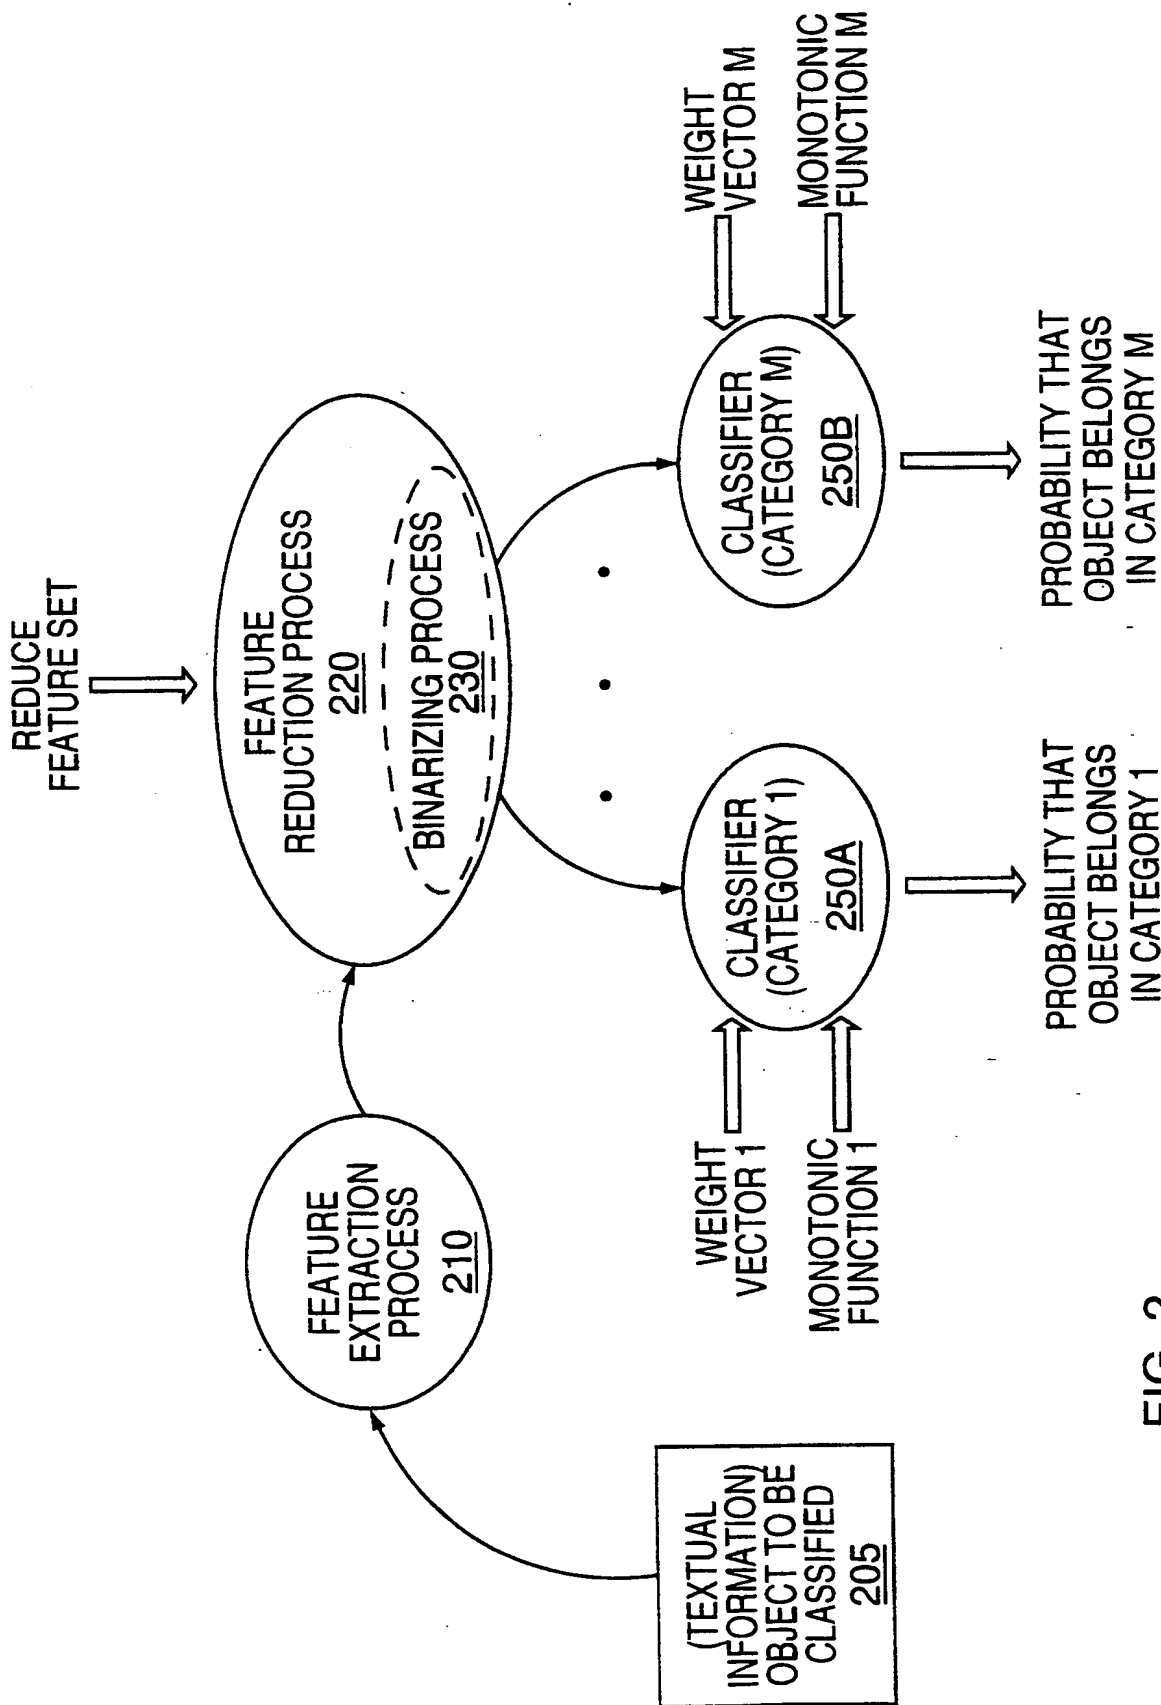 REDUCE
FEATURE SET
FEATURE
REDUCTION PROCESS
220
BINARIZING PROCESS
230
FEATURE
EXTRACTION
PROCESS
210
(TEXTUAL
INFORMATION)
OBJECT TO BE
CLASSIFIED
205
WEIGHT
VECTOR 1
MONOTONIC
FUNCTION 1
CLASSIFIER
(CATEGORY 1)
250A
PROBABILITY THAT
OBJECT BELONGS
IN CATEGORY 1
CLASSIFIER
(CATEGORY M)
250B
WEIGHT
VECTOR M
MONOTONIC
FUNCTION M
PROBABILITY THAT
OBJECT BELONGS
IN CATEGORY M
FIG.